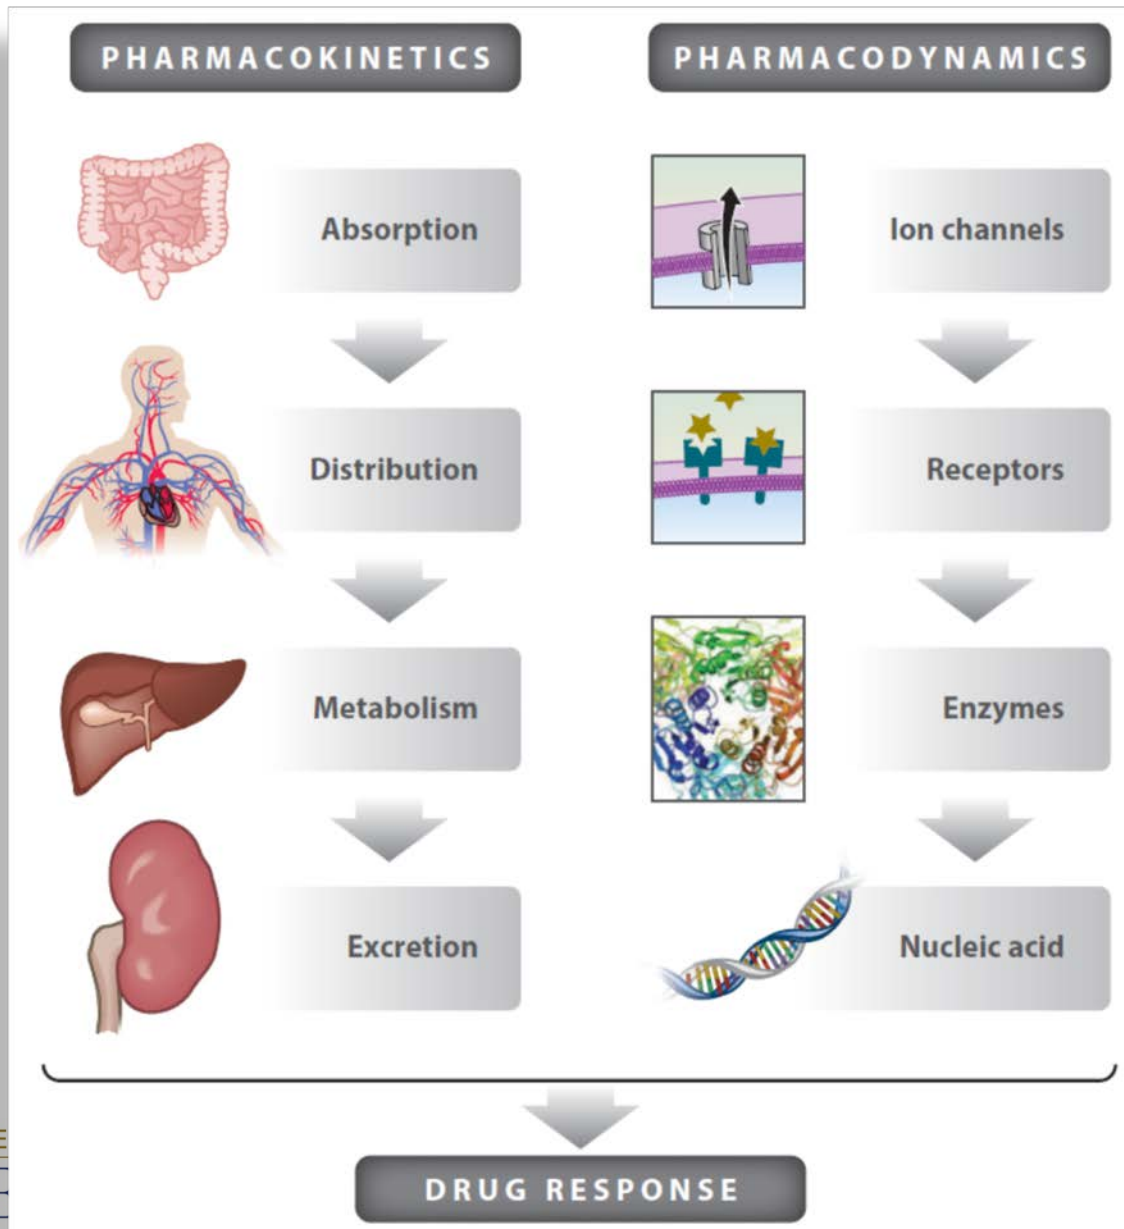 PHARMACOKINETICS
Absorption
Distribution
Metabolism
Excretion
PHARMACODYNAMICS
Ion channels
Receptors
Enzymes
Nucleic acid
DRUG RESPONSE